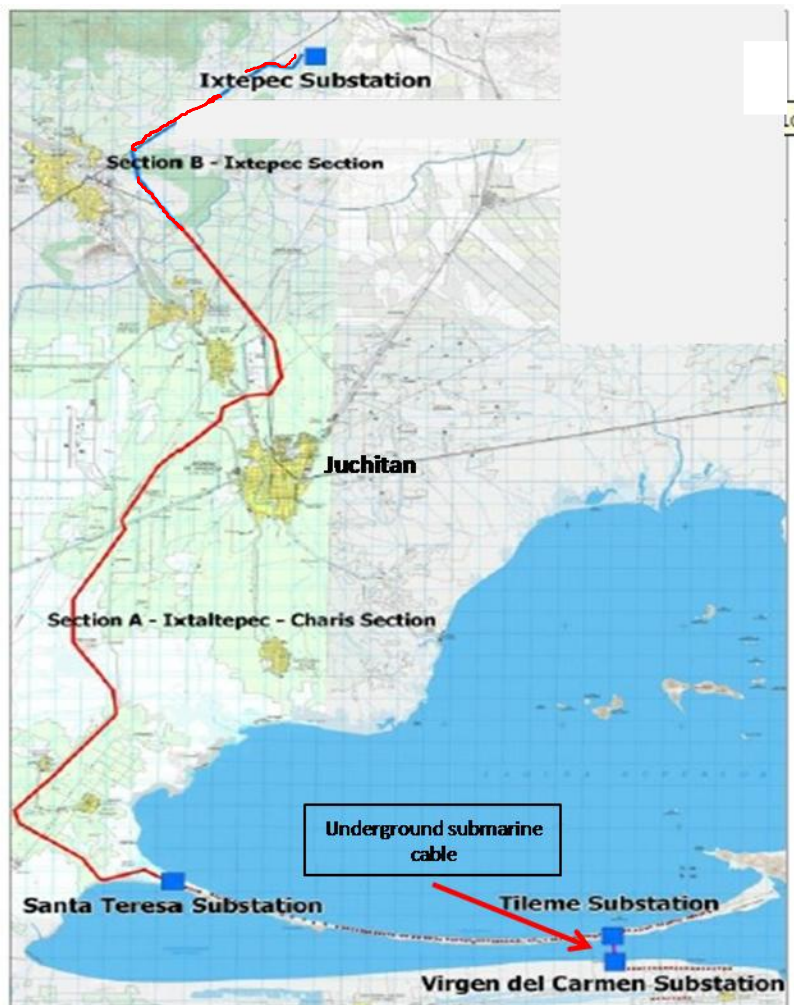 Ixtepec Substation
Section B - Ixtepec Section
Juchitan
Section A - Ixtaltepec - Charis Section
Underground submarine
cable
Santa Teresa Substation
Tileme Substation
Virgen del Carmen Substation